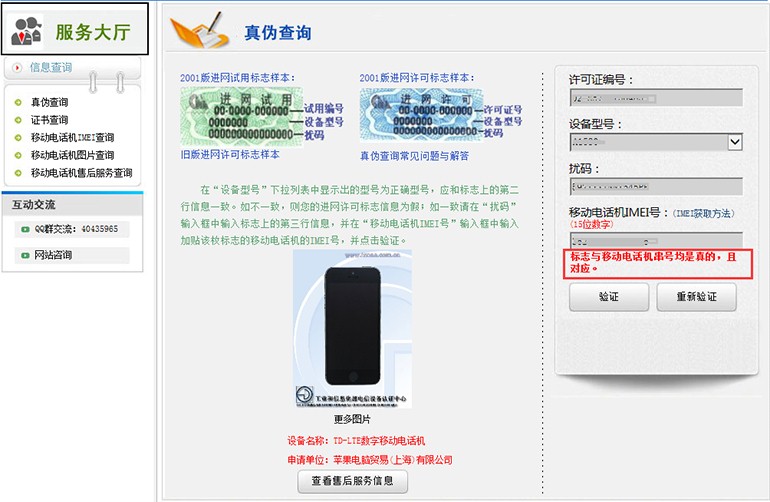 服务大厅
信息查询
真伪查询
证书查询
移动电话机IMEI查询
移动电话机图片查询
移动电话机售后服务查询
互动交流
QQ群交流: 40435965
网站咨询
真伪查询
2001版进网试用标志样本:
进网试用
00-0000-000000
0000000
000000000000000
试用编号
设备型号
扰码
旧版进网许可标志样本
2001版进网许可标志样本:
进网许可
00-0000-000000
0000000
000000000000000
许可证号
设备型号
扰码
真伪查询常见问题与解答
在“设备型号”下拉列表中显示出的型号为正确型号，应和标志上的第二
行信息一致。如不一致，则您的进网许可标志信息为假；如一致请在“扰码”
输入框中输入标志上的第三行信息，并在“移动电话机IMEI号”输入框中输入
加贴该枚标志的移动电话机的IMEI号，并点击验证。
工业和信息化部电信设备认证中心
更多图片
设备名称: TD-LTE数字移动电话机
申请单位: 苹果电脑贸易(上海)有限公司
查看售后服务信息
许可证编号：
设备型号：
扰码：
移动电话机IMEI号：(IMEI获取方法)
(15位数字)
标志与移动电话机串号均是真的，且
对应。
验证
重新验证